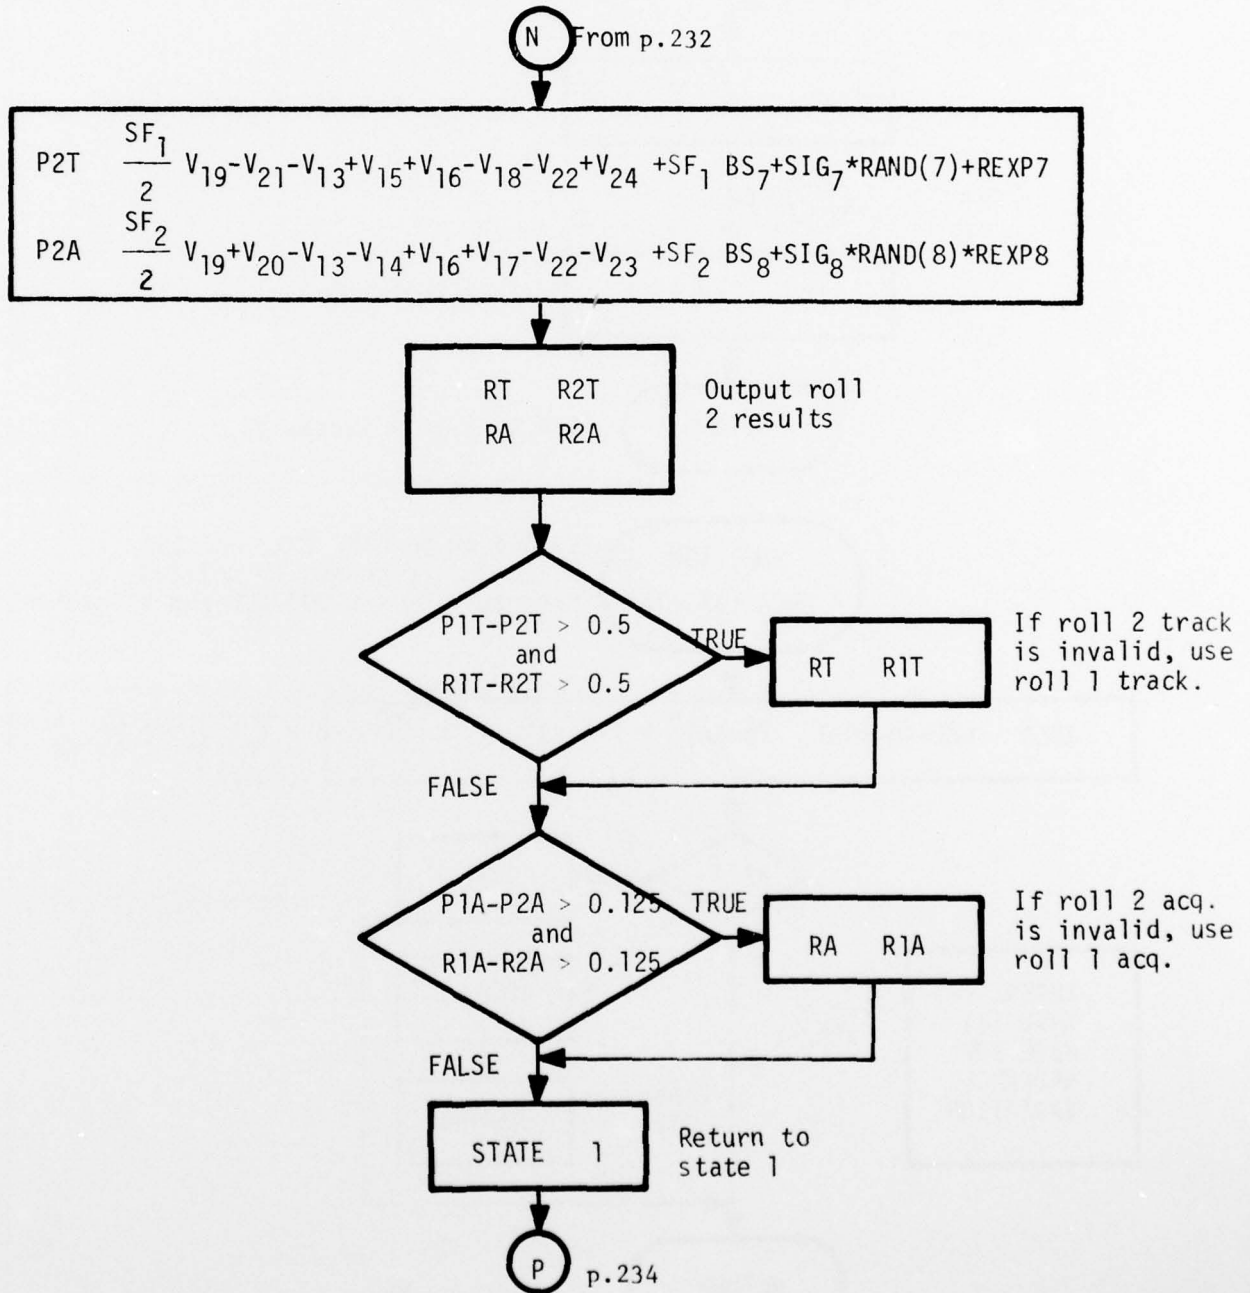 N From p.232
P2T SF₁/2 V₁₉-V₂₁-V₁₃+V₁₅+V₁₆-V₁₈-V₂₂+V₂₄ +SF₁ BS₇+SIG₇*RAND(7)+REXP7
P2A SF₂/2 V₁₉+V₂₀-V₁₃-V₁₄+V₁₆+V₁₇-V₂₂-V₂₃ +SF₂ BS₈+SIG₈*RAND(8)*REXP8
RT R2T
RA R2A
Output roll
2 results
P1T-P2T > 0.5
and
R1T-R2T > 0.5
TRUE
RT R1T
If roll 2 track
is invalid, use
roll 1 track.
FALSE
P1A-P2A > 0.125
and
R1A-R2A > 0.125
TRUE
RA R1A
If roll 2 acq.
is invalid, use
roll 1 acq.
FALSE
STATE 1
Return to
state 1
P p.234